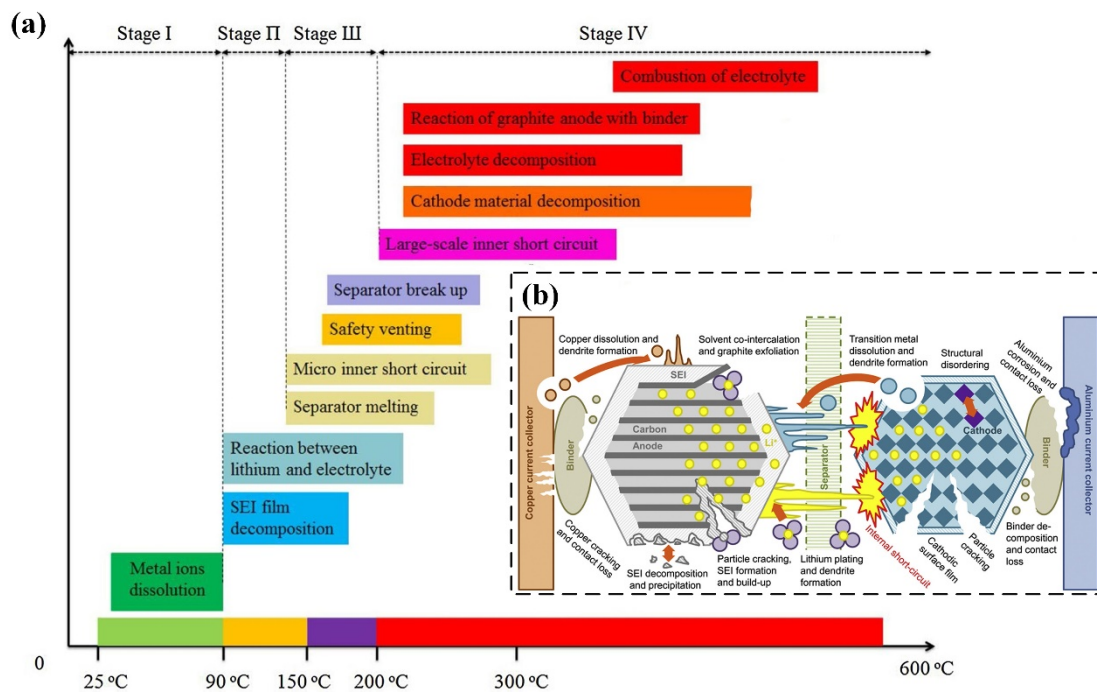 (a)
Stage I
Stage Π
Stage Ш
Stage IV
Combustion of electrolyte
Reaction of graphite anode with binder
Electrolyte decomposition
Cathode material decomposition
Large-scale inner short circuit
Separator break up
Safety venting
Micro inner short circuit
Separator melting
Reaction between
lithium and electrolyte
SEI film
decomposition
Metal ions
dissolution
0
25 ºC
90 ºC
150 ºC
200 ºC
300 ºC
600 ºC
(b)
Copper dissolution and
dendrite formation
Solvent co-intercalation
and graphite exfoliation
Transition metal
dissolution and
dendrite formation
Structural
disordering
Aluminium
corrosion and
contact loss
Copper current collector
Binder
SEI
Carbon
Anode
Li⁺
Separator
Cathode
Binder
Aluminium current collector
Copper cracking
and contact loss
SEI decomposition
and precipitation
Particle cracking,
SEI formation
and build-up
Lithium plating
and dendrite
formation
Internal short-circuit
Cathodic
surface film
Particle
cracking
Binder de-
composition
and contact
loss